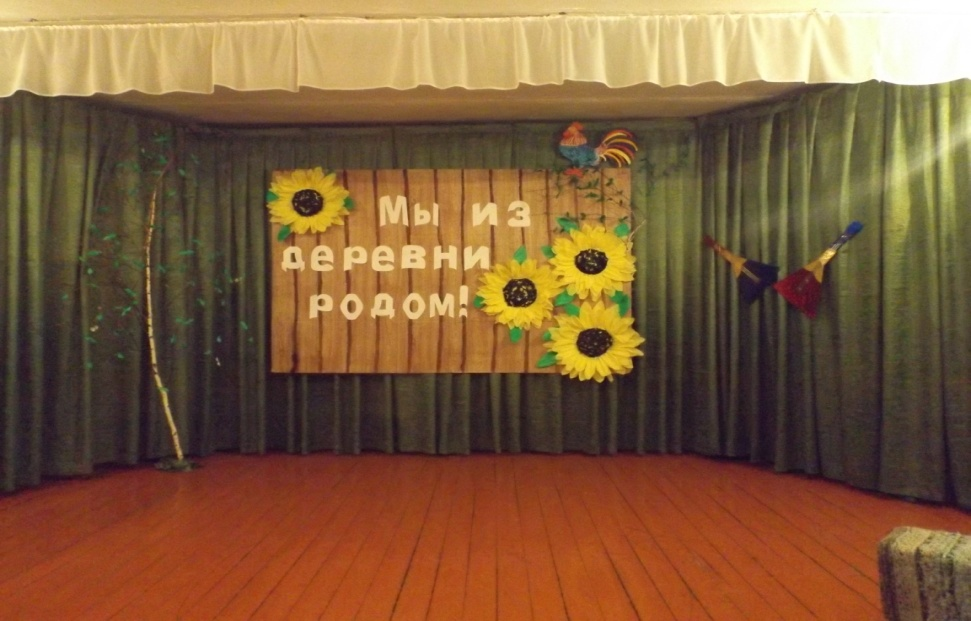 Мы из
деревни
родом!